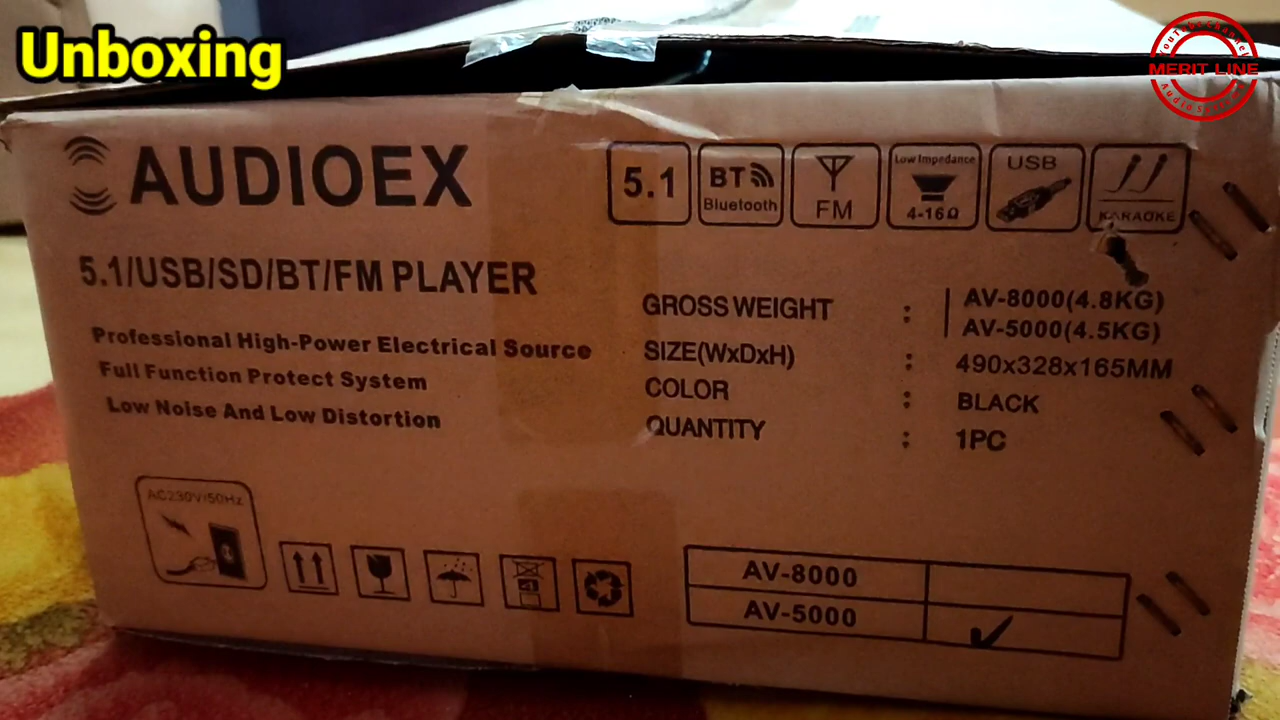 Unboxing
YouTube Channel
MERIT LINE
AUDIOEX
5.1
BT
Bluetooth
FM
Low Impedance
4-16Ω
USB
KARAOKE
5.1/USB/SD/BT/FM PLAYER
Professional High-Power Electrical Source
Full Function Protect System
Low Noise And Low Distortion
GROSS WEIGHT : AV-8000(4.8KG)
AV-5000(4.5KG)
SIZE(WxDxH) : 490x328x165MM
COLOR : BLACK
QUANTITY : 1PC
AC230V/50Hz
4
AV-8000
AV-5000